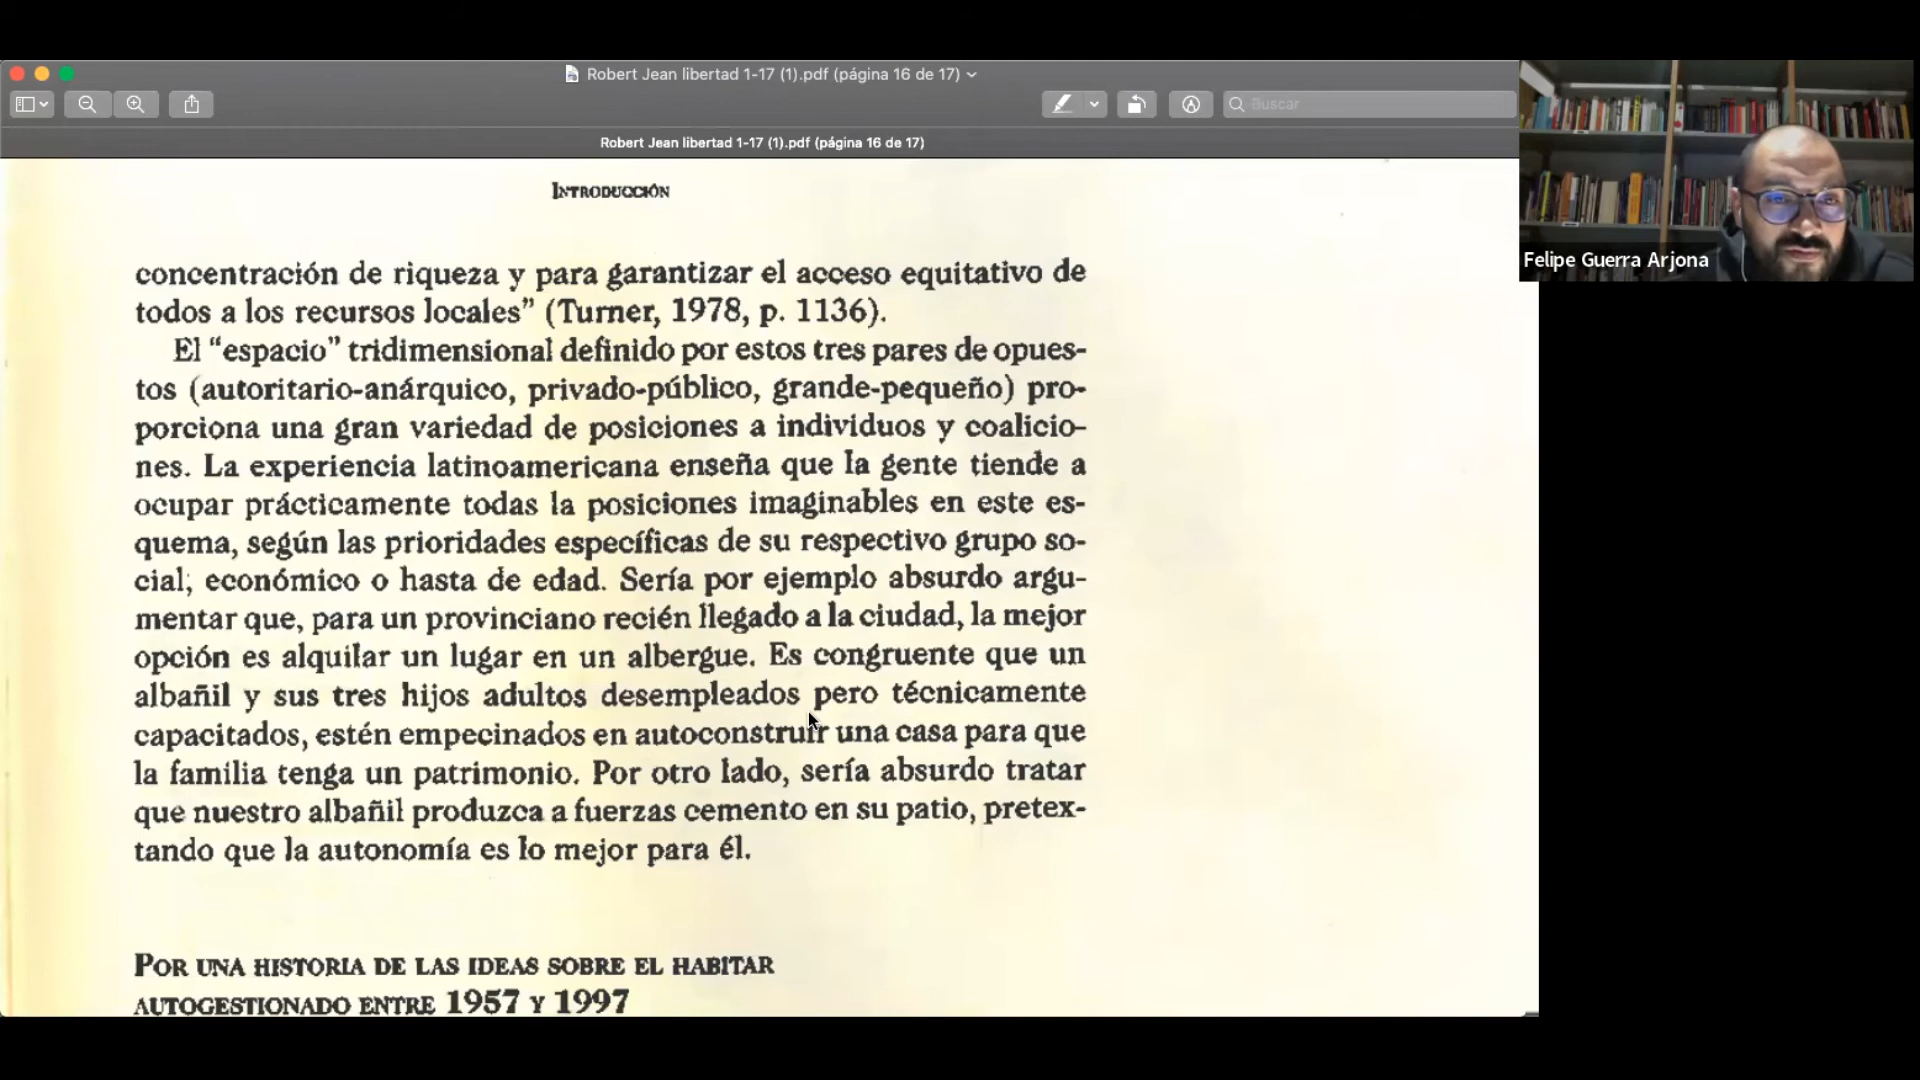 Robert Jean libertad 1-17 (1).pdf (página 16 de 17)
Buscar
Robert Jean libertad 1-17 (1).pdf (página 16 de 17)
INTRODUCCIÓN
concentración de riqueza y para garantizar el acceso equitativo de
todos a los recursos locales” (Turner, 1978, p. 1136).
El “espacio” tridimensional definido por estos tres pares de opues-
tos (autoritario-anárquico, privado-público, grande-pequeño) pro-
porciona una gran variedad de posiciones a individuos y coalicio-
nes. La experiencia latinoamericana enseña que la gente tiende a
ocupar prácticamente todas la posiciones imaginables en este es-
quema, según las prioridades específicas de su respectivo grupo so-
cial, económico o hasta de edad. Sería por ejemplo absurdo argu-
mentar que, para un provinciano recién llegado a la ciudad, la mejor
opción es alquilar un lugar en un albergue. Es congruente que un
albañil y sus tres hijos adultos desempleados pero técnicamente
capacitados, estén empecinados en autoconstruir una casa para que
la familia tenga un patrimonio. Por otro lado, sería absurdo tratar
que nuestro albañil produzca a fuerzas cemento en su patio, pretex-
tando que la autonomía es lo mejor para él.
POR UNA HISTORIA DE LAS IDEAS SOBRE EL HABITAR
AUTOGESTIONADO ENTRE 1957 Y 1997
Felipe Guerra Arjona